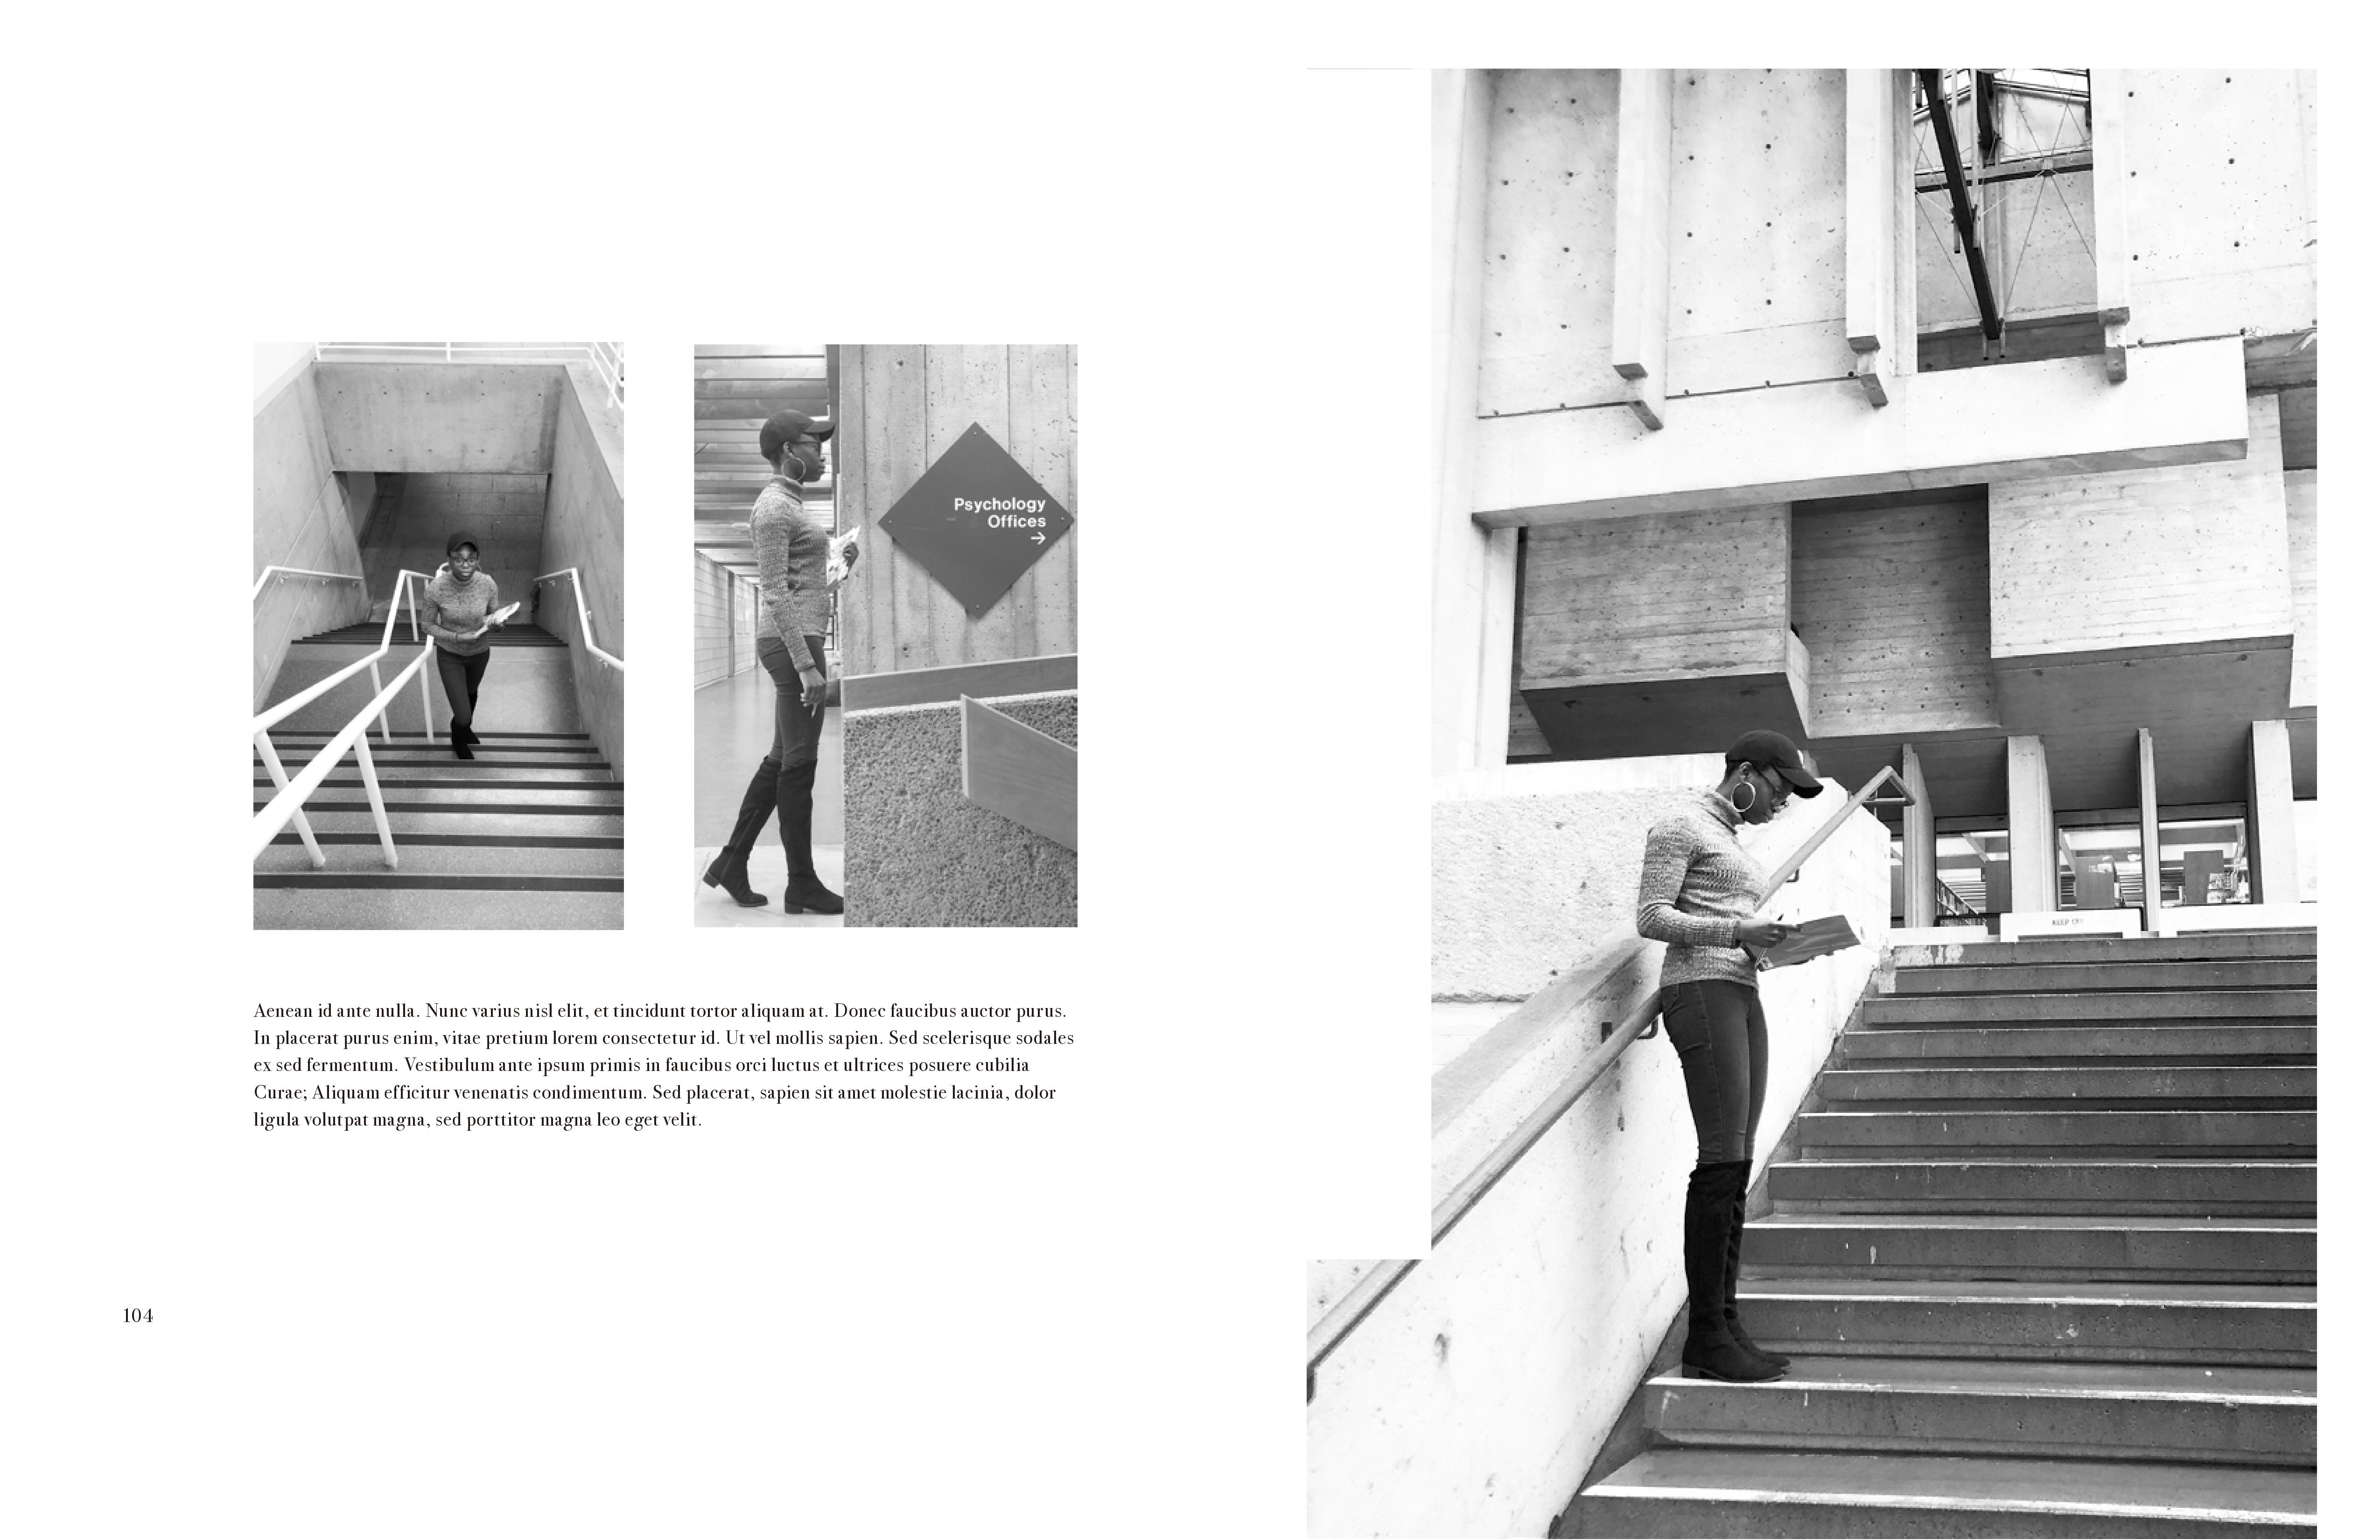 Psychology
Offices
→
Aenean id ante nulla. Nunc varius nisl elit, et tincidunt tortor aliquam at. Donec faucibus auctor purus.
In placerat purus enim, vitae pretium lorem consectetur id. Ut vel mollis sapien. Sed scelerisque sodales
ex sed fermentum. Vestibulum ante ipsum primis in faucibus orci luctus et ultrices posuere cubilia
Curae; Aliquam efficitur venenatis condimentum. Sed placerat, sapien sit amet molestie lacinia, dolor
ligula volutpat magna, sed porttitor magna leo eget velit.
104
KEEP